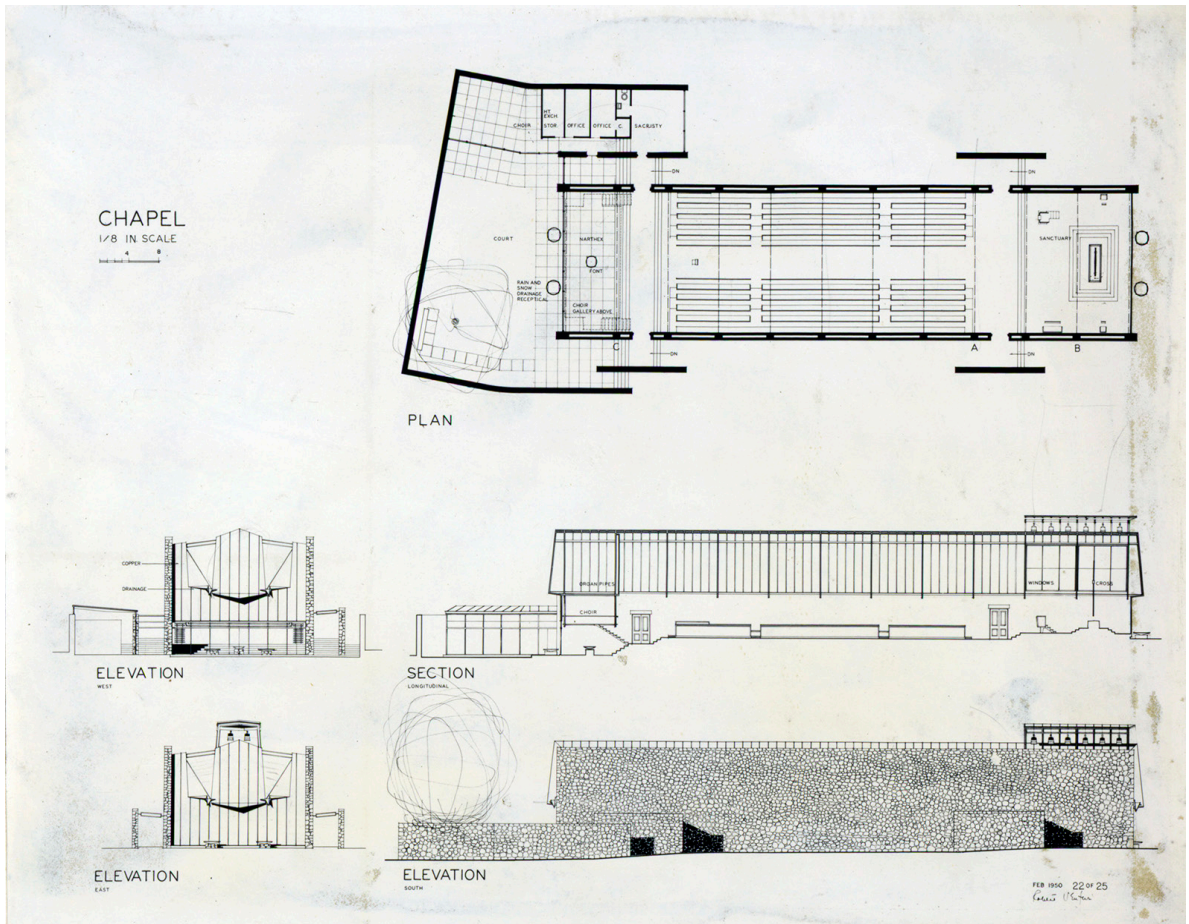 CHAPEL
1/8 IN SCALE
4 8
CHOIR
HT.
EXCH
STOR.
OFFICE
OFFICE
C.
SACRISTY
DN
DN
COURT
NARTHEX
FONT
SANCTUARY
RAIN AND
SNOW
DRAINAGE
RECEPTICAL
CHOIR
GALLERY ABOVE
C
A
B
DN
DN
PLAN
COPPER
DRAINAGE
ELEVATION
WEST
ORGAN PIPES
CHOIR
WINDOWS
CROSS
SECTION
LONGITUDINAL
ELEVATION
EAST
ELEVATION
SOUTH
FEB 1950 22 OF 25
Robert Venturi